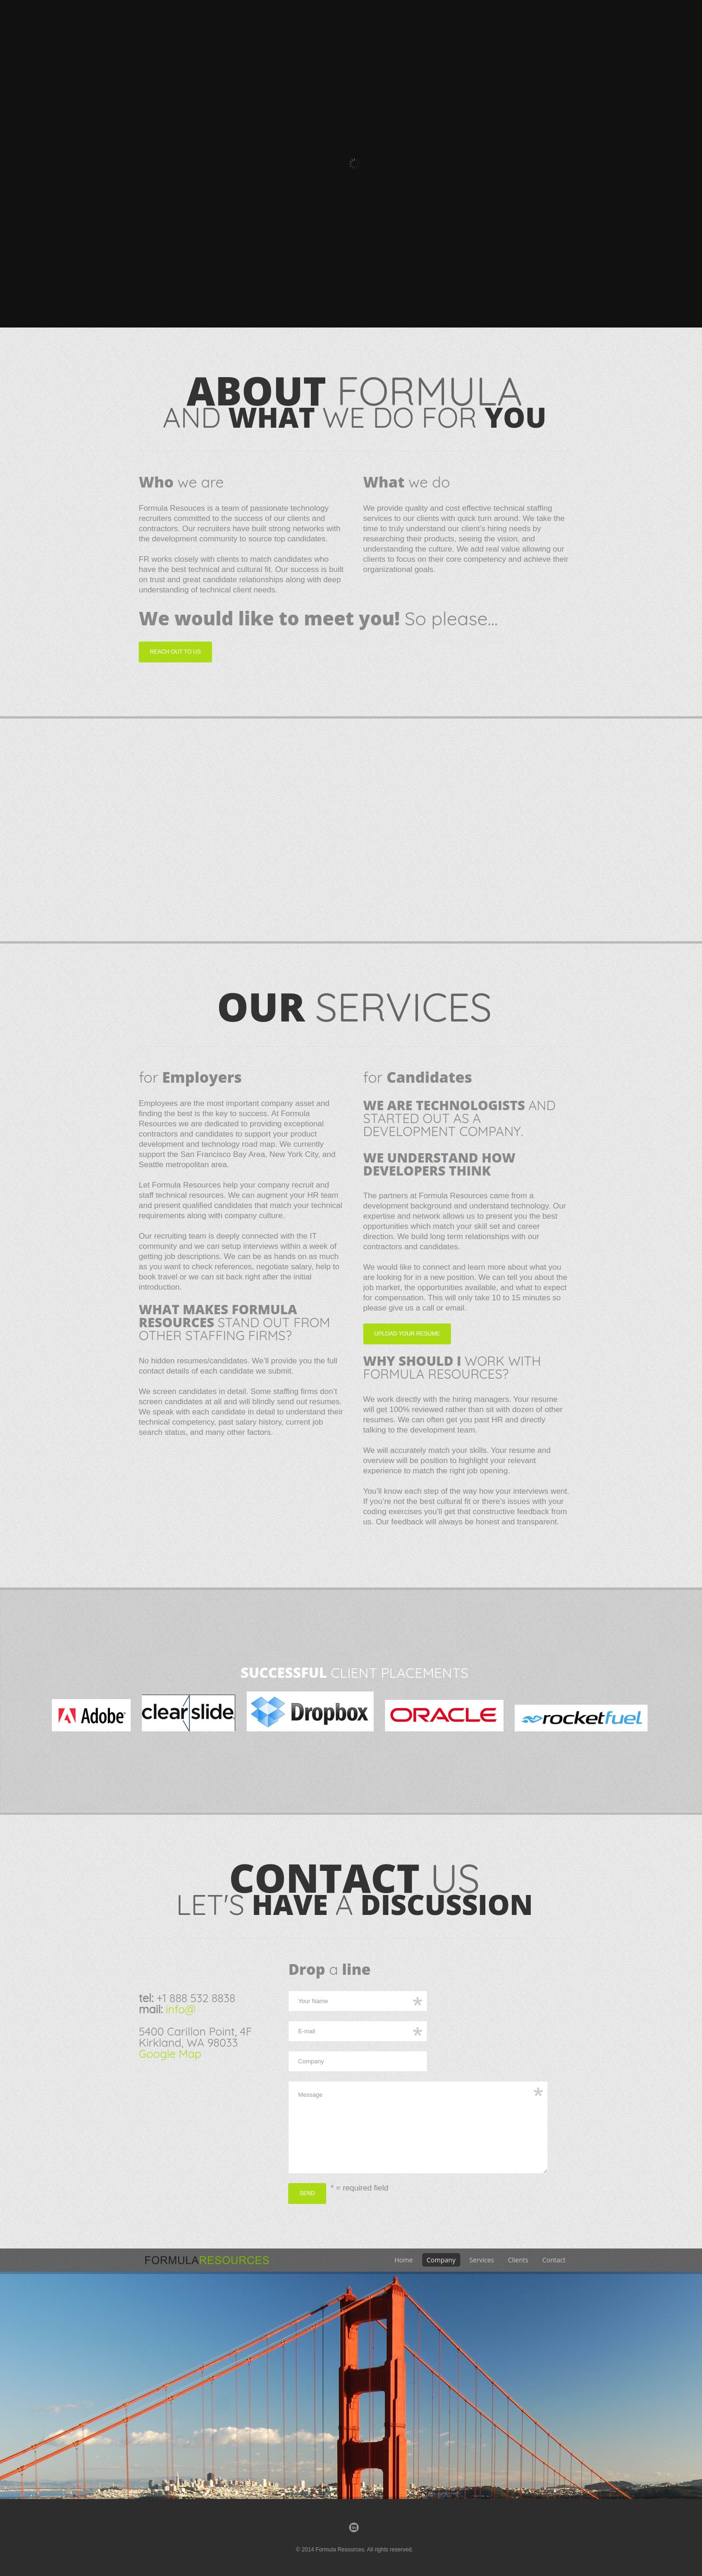 ABOUT FORMULA
AND WHAT WE DO FOR YOU
Who we are
Formula Resouces is a team of passionate technology
recruiters committed to the success of our clients and
contractors. Our recruiters have built strong networks with
the development community to source top candidates.
FR works closely with clients to match candidates who
have the best technical and cultural fit. Our success is built
on trust and great candidate relationships along with deep
understanding of technical client needs.
What we do
We provide quality and cost effective technical staffing
services to our clients with quick turn around. We take the
time to truly understand our client's hiring needs by
researching their products, seeing the vision, and
understanding the culture. We add real value allowing our
clients to focus on their core competency and achieve their
organizational goals.
We would like to meet you! So please...
REACH OUT TO US
OUR SERVICES
for Employers
Employees are the most important company asset and
finding the best is the key to success. At Formula
Resources we are dedicated to providing exceptional
contractors and candidates to support your product
development and technology road map. We currently
support the San Francisco Bay Area, New York City, and
Seattle metropolitan area.
Let Formula Resources help your company recruit and
staff technical resources. We can augment your HR team
and present qualified candidates that match your technical
requirements along with company culture.
Our recruiting team is deeply connected with the IT
community and we can setup interviews within a week of
getting job descriptions. We can be as hands on as much
as you want to check references, negotiate salary, help to
book travel or we can sit back right after the initial
introduction.
WHAT MAKES FORMULA
RESOURCES STAND OUT FROM
OTHER STAFFING FIRMS?
No hidden resumes/candidates. We'll provide you the full
contact details of each candidate we submit.
We screen candidates in detail. Some staffing firms don't
screen candidates at all and will blindly send out resumes.
We speak with each candidate in detail to understand their
technical competency, past salary history, current job
search status, and many other factors.
for Candidates
WE ARE TECHNOLOGISTS AND
STARTED OUT AS A
DEVELOPMENT COMPANY.
WE UNDERSTAND HOW
DEVELOPERS THINK
The partners at Formula Resources came from a
development background and understand technology. Our
expertise and network allows us to present you the best
opportunities which match your skill set and career
direction. We build long term relationships with our
contractors and candidates.
We would like to connect and learn more about what you
are looking for in a new position. We can tell you about the
job market, the opportunities available, and what to expect
for compensation. This will only take 10 to 15 minutes so
please give us a call or email.
UPLOAD YOUR RESUME
WHY SHOULD I WORK WITH
FORMULA RESOURCES?
We work directly with the hiring managers. Your resume
will get 100% reviewed rather than sit with dozen of other
resumes. We can often get you past HR and directly
talking to the development team.
We will accurately match your skills. Your resume and
overview will be position to highlight your relevant
experience to match the right job opening.
You'll know each step of the way how your interviews went.
If you're not the best cultural fit or there's issues with your
coding exercises you'll get that constructive feedback from
us. Our feedback will always be honest and transparent.
SUCCESSFUL CLIENT PLACEMENTS
Adobe
clearslide
Dropbox
ORACLE
rocketfuel
CONTACT US
LET'S HAVE A DISCUSSION
tel: +1 888 532 8838
mail: info@
5400 Carillon Point, 4F
Kirkland, WA 98033
Google Map
Drop a line
Your Name *
E-mail *
Company
Message *
SEND
* = required field
FORMULARESOURCES
Home
Company
Services
Clients
Contact
in
© 2014 Formula Resources. All rights reserved.